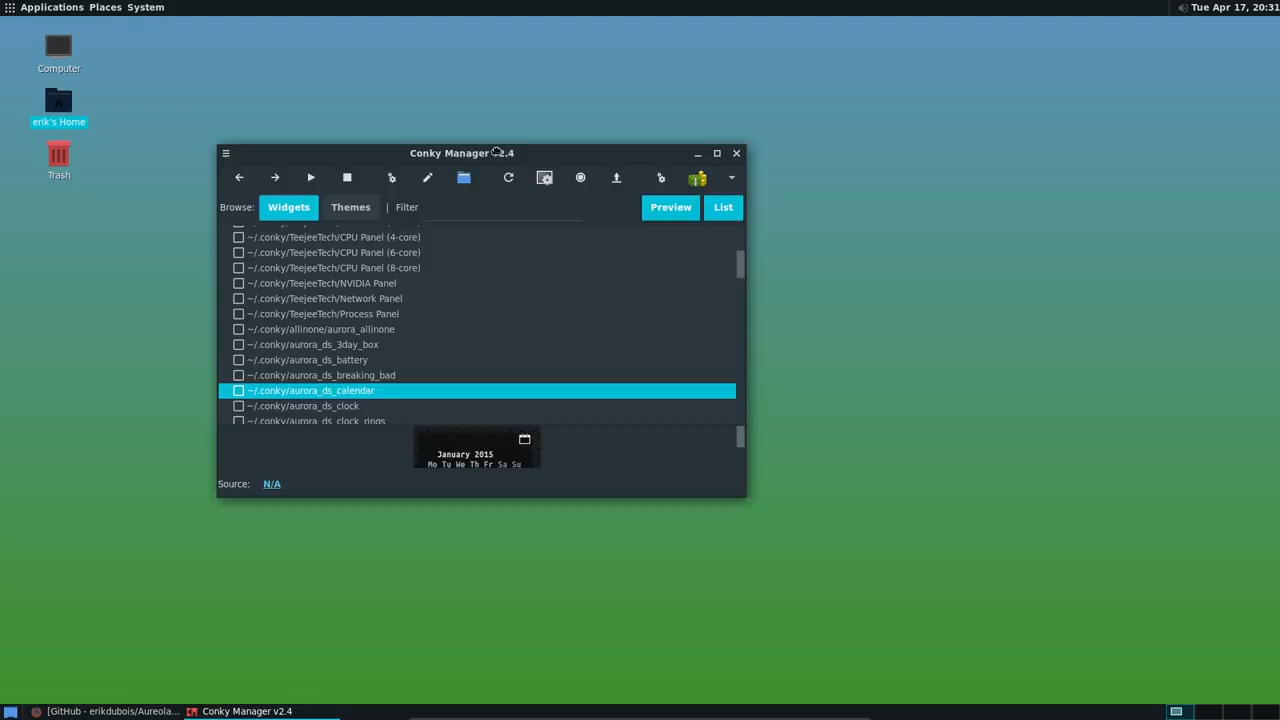 Applications Places System
Tue Apr 17, 20:31
Computer
erik's Home
Trash
Conky Manager v2.4
Browse: Widgets Themes | Filter Preview List
~/.conky/TeejeeTech/CPU Panel (4-core)
~/.conky/TeejeeTech/CPU Panel (6-core)
~/.conky/TeejeeTech/CPU Panel (8-core)
~/.conky/TeejeeTech/NVIDIA Panel
~/.conky/TeejeeTech/Network Panel
~/.conky/TeejeeTech/Process Panel
~/.conky/allinone/aurora_allinone
~/.conky/aurora_ds_3day_box
~/.conky/aurora_ds_battery
~/.conky/aurora_ds_breaking_bad
~/.conky/aurora_ds_calendar
~/.conky/aurora_ds_clock
~/.conky/aurora_ds_clock_rings
January 2015
Mo Tu We Th Fr Sa Su
Source: N/A
[GitHub - erikdubois/Aureola...
Conky Manager v2.4